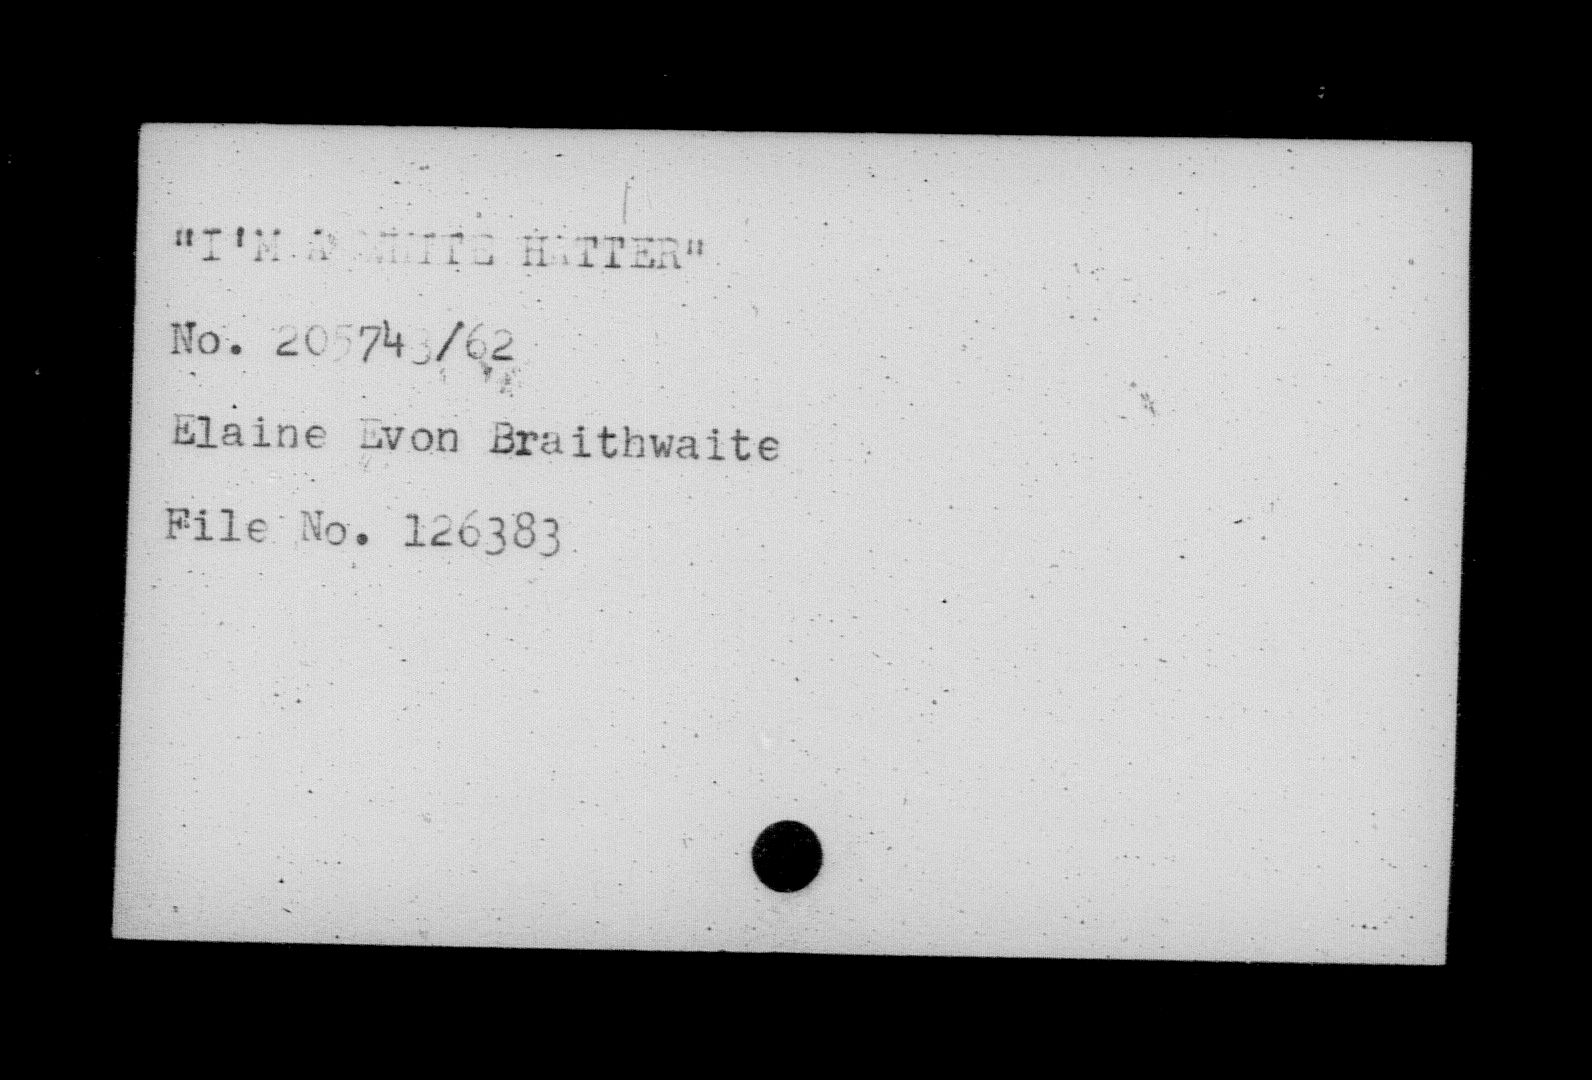 "I'M A WHITE HATTER"
No. 205743/62
Elaine Evon Braithwaite
File No. 126383